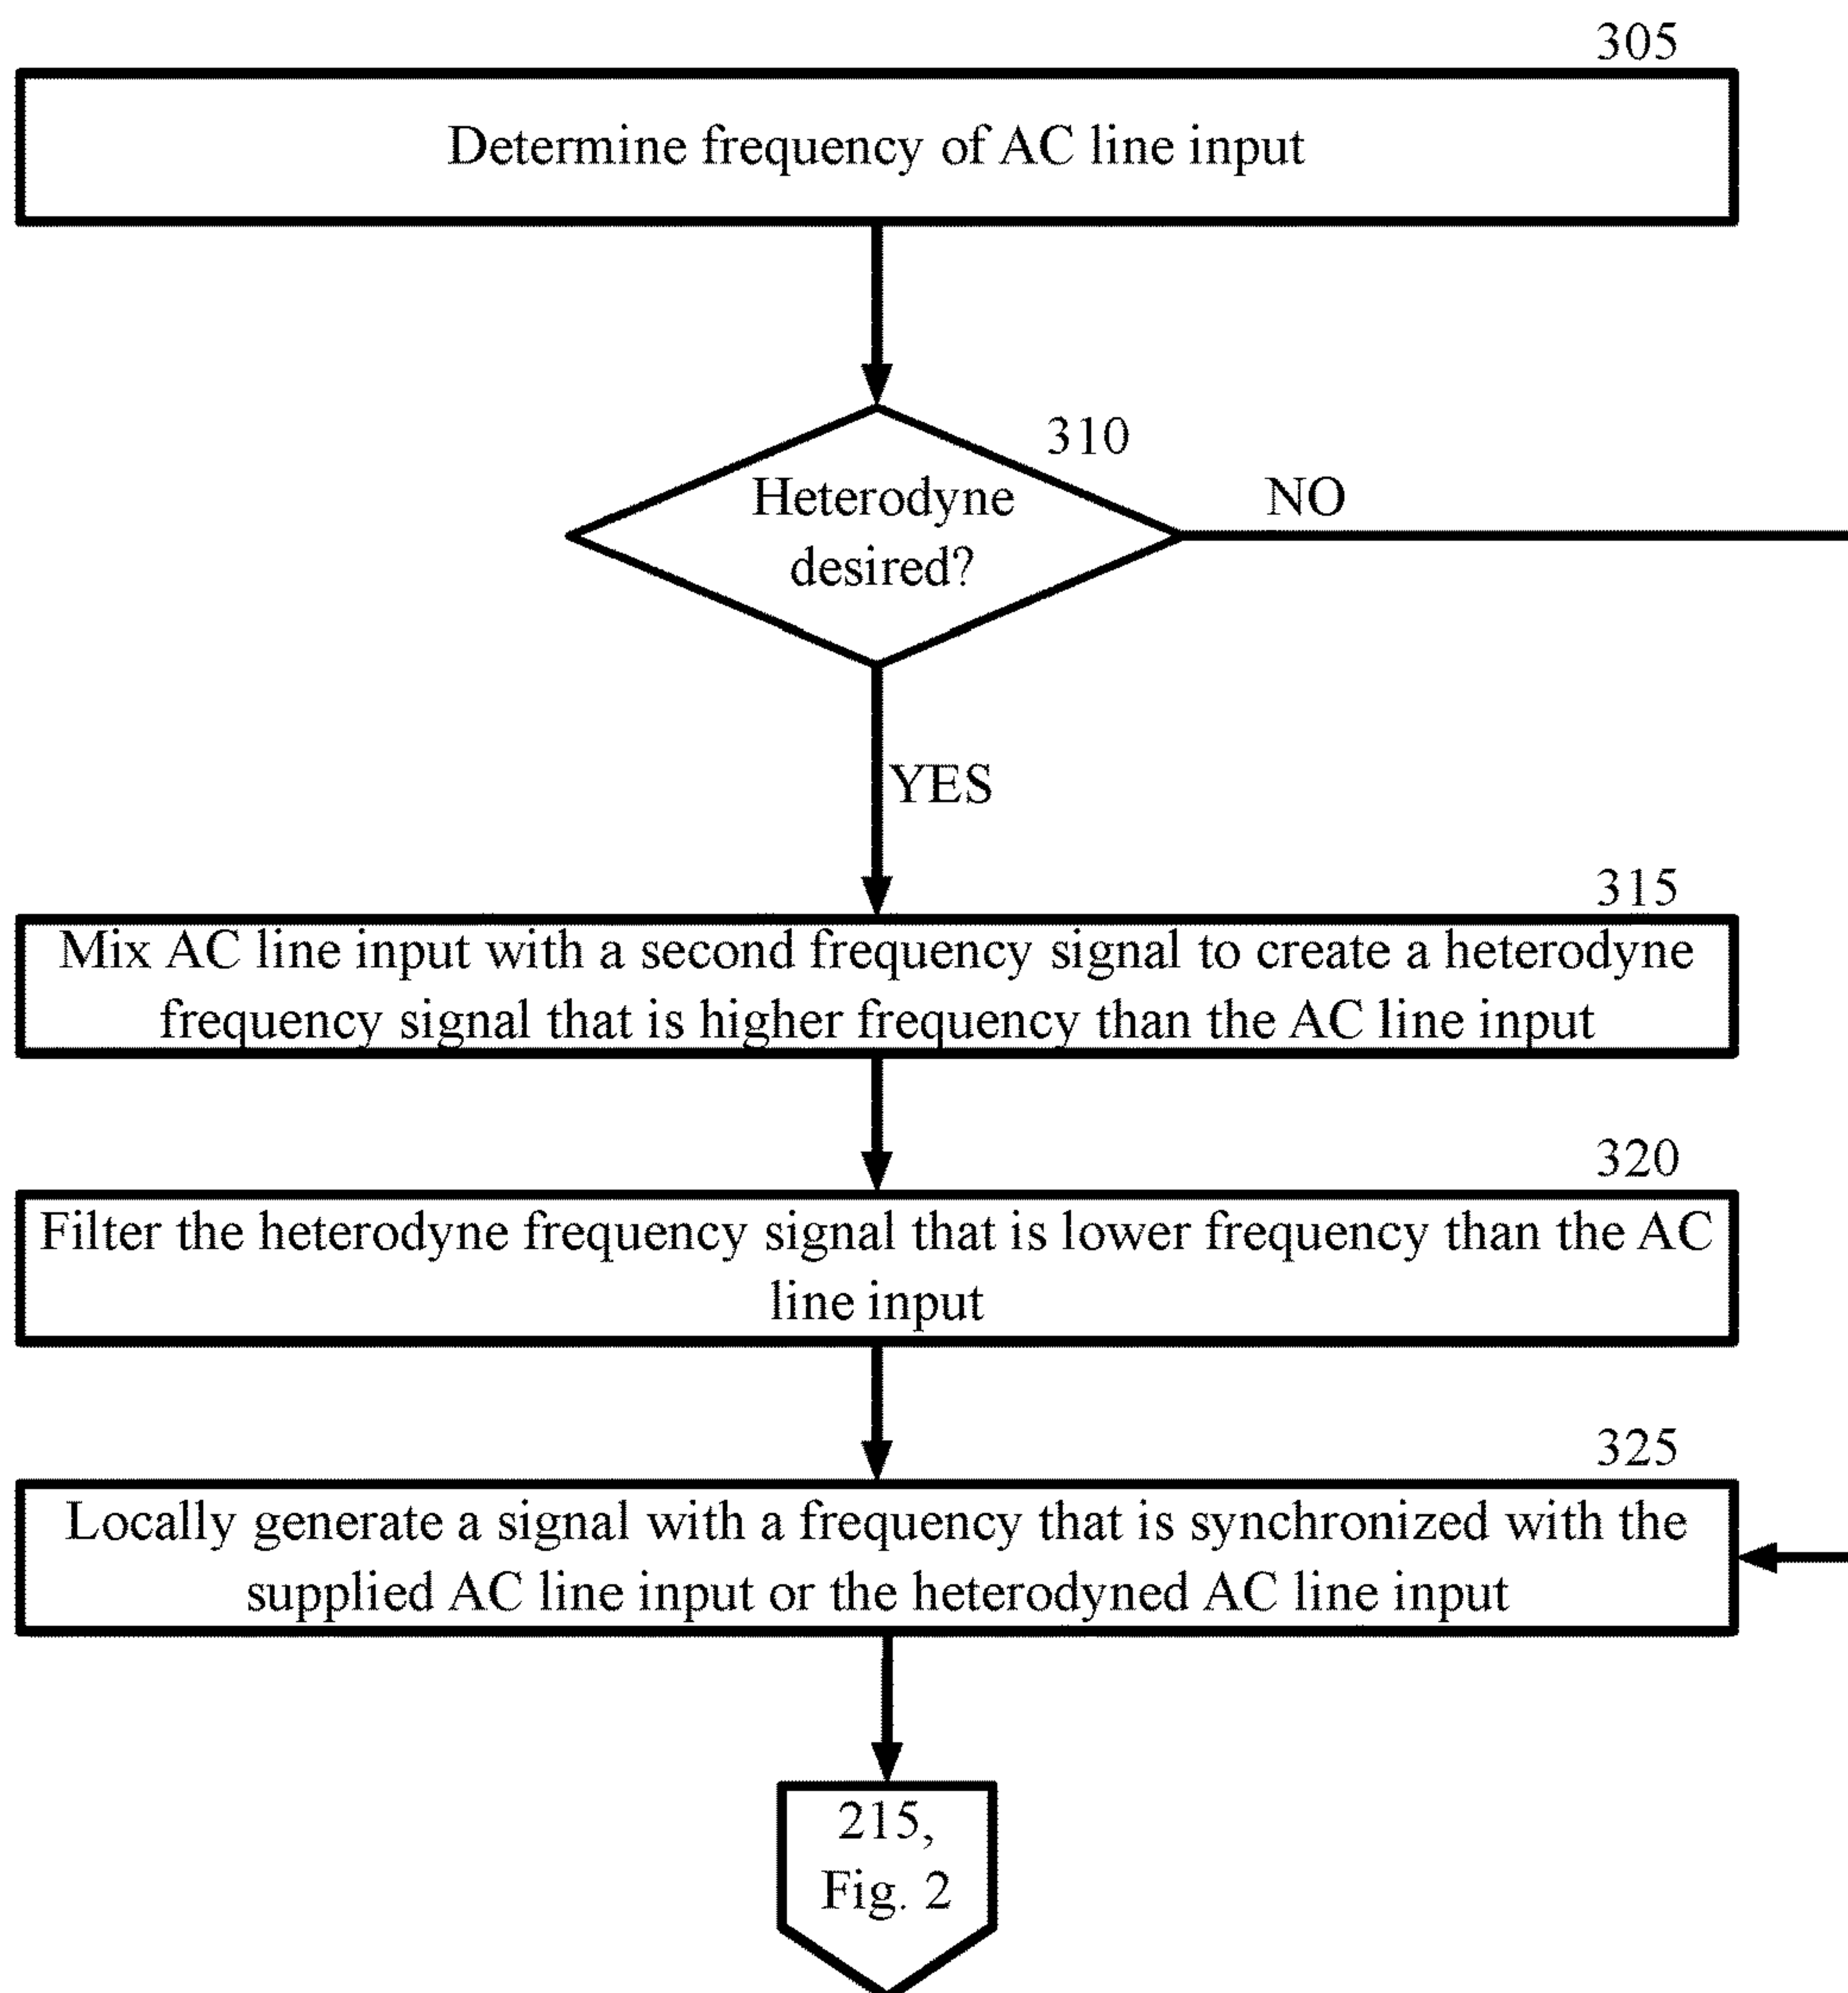 305
Determine frequency of AC line input
310
Heterodyne
desired?
NO
YES
315
Mix AC line input with a second frequency signal to create a heterodyne
frequency signal that is higher frequency than the AC line input
320
Filter the heterodyne frequency signal that is lower frequency than the AC
line input
325
Locally generate a signal with a frequency that is synchronized with the
supplied AC line input or the heterodyned AC line input
215,
Fig. 2